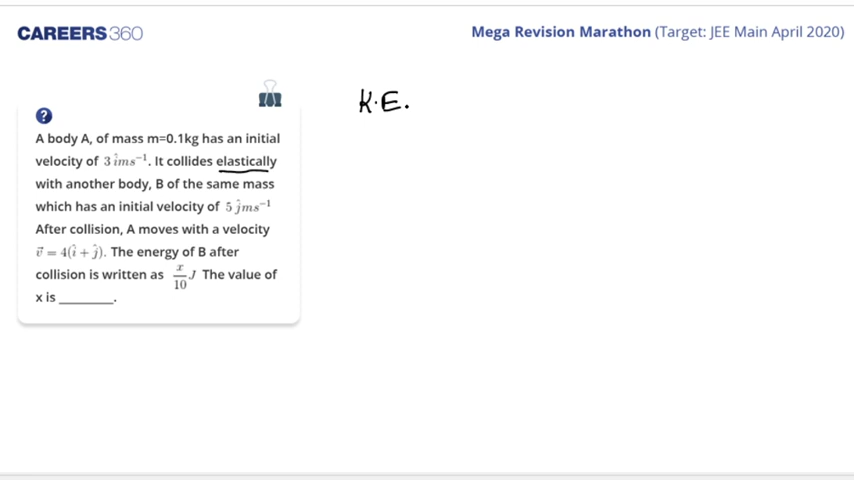 CAREERS360
Mega Revision Marathon (Target: JEE Main April 2020)
K.E.
?
A body A, of mass m=0.1kg has an initial
velocity of 3 îms⁻¹. It collides elastically
with another body, B of the same mass
which has an initial velocity of 5 ĵms⁻¹
After collision, A moves with a velocity
v⃗ = 4(î + ĵ). The energy of B after
collision is written as x/10 J The value of
x is ________.